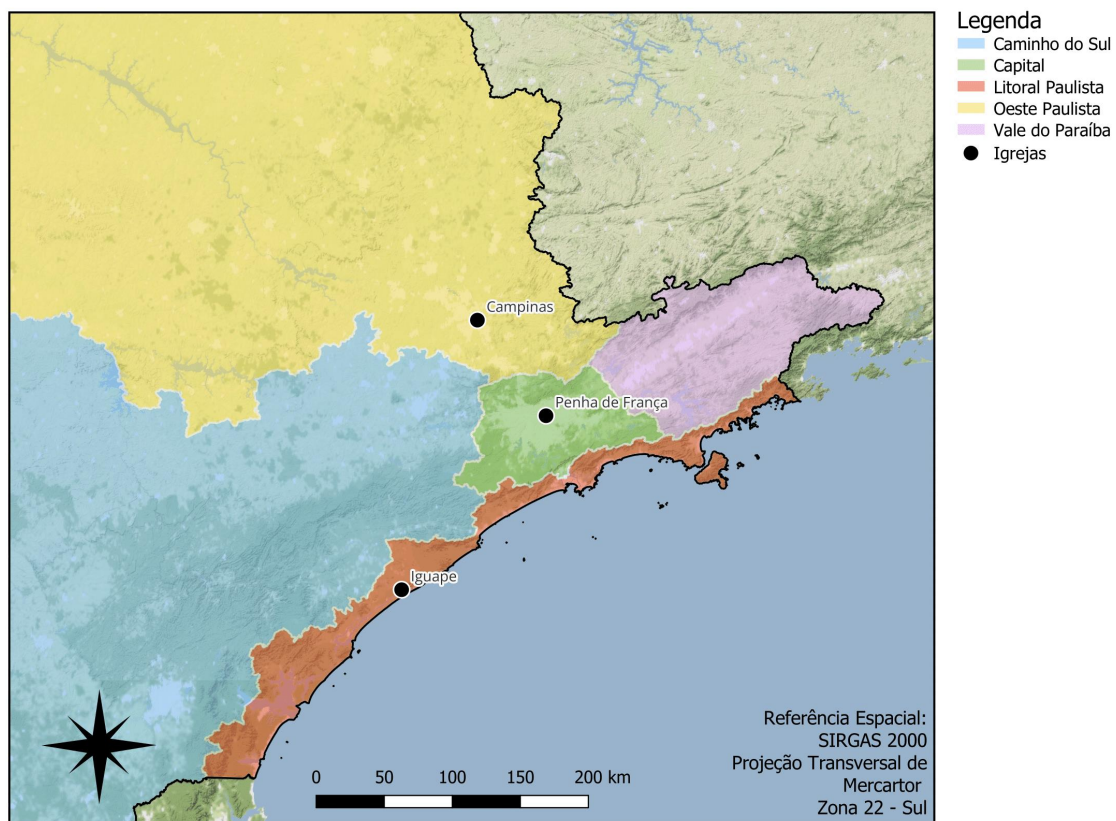 Legenda
Caminho do Sul
Capital
Litoral Paulista
Oeste Paulista
Vale do Paraíba
Igrejas
Campinas
Penha de França
Iguape
Referência Espacial:
SIRGAS 2000
Projeção Transversal de
Mercartor
Zona 22 - Sul
0 50 100 150 200 km